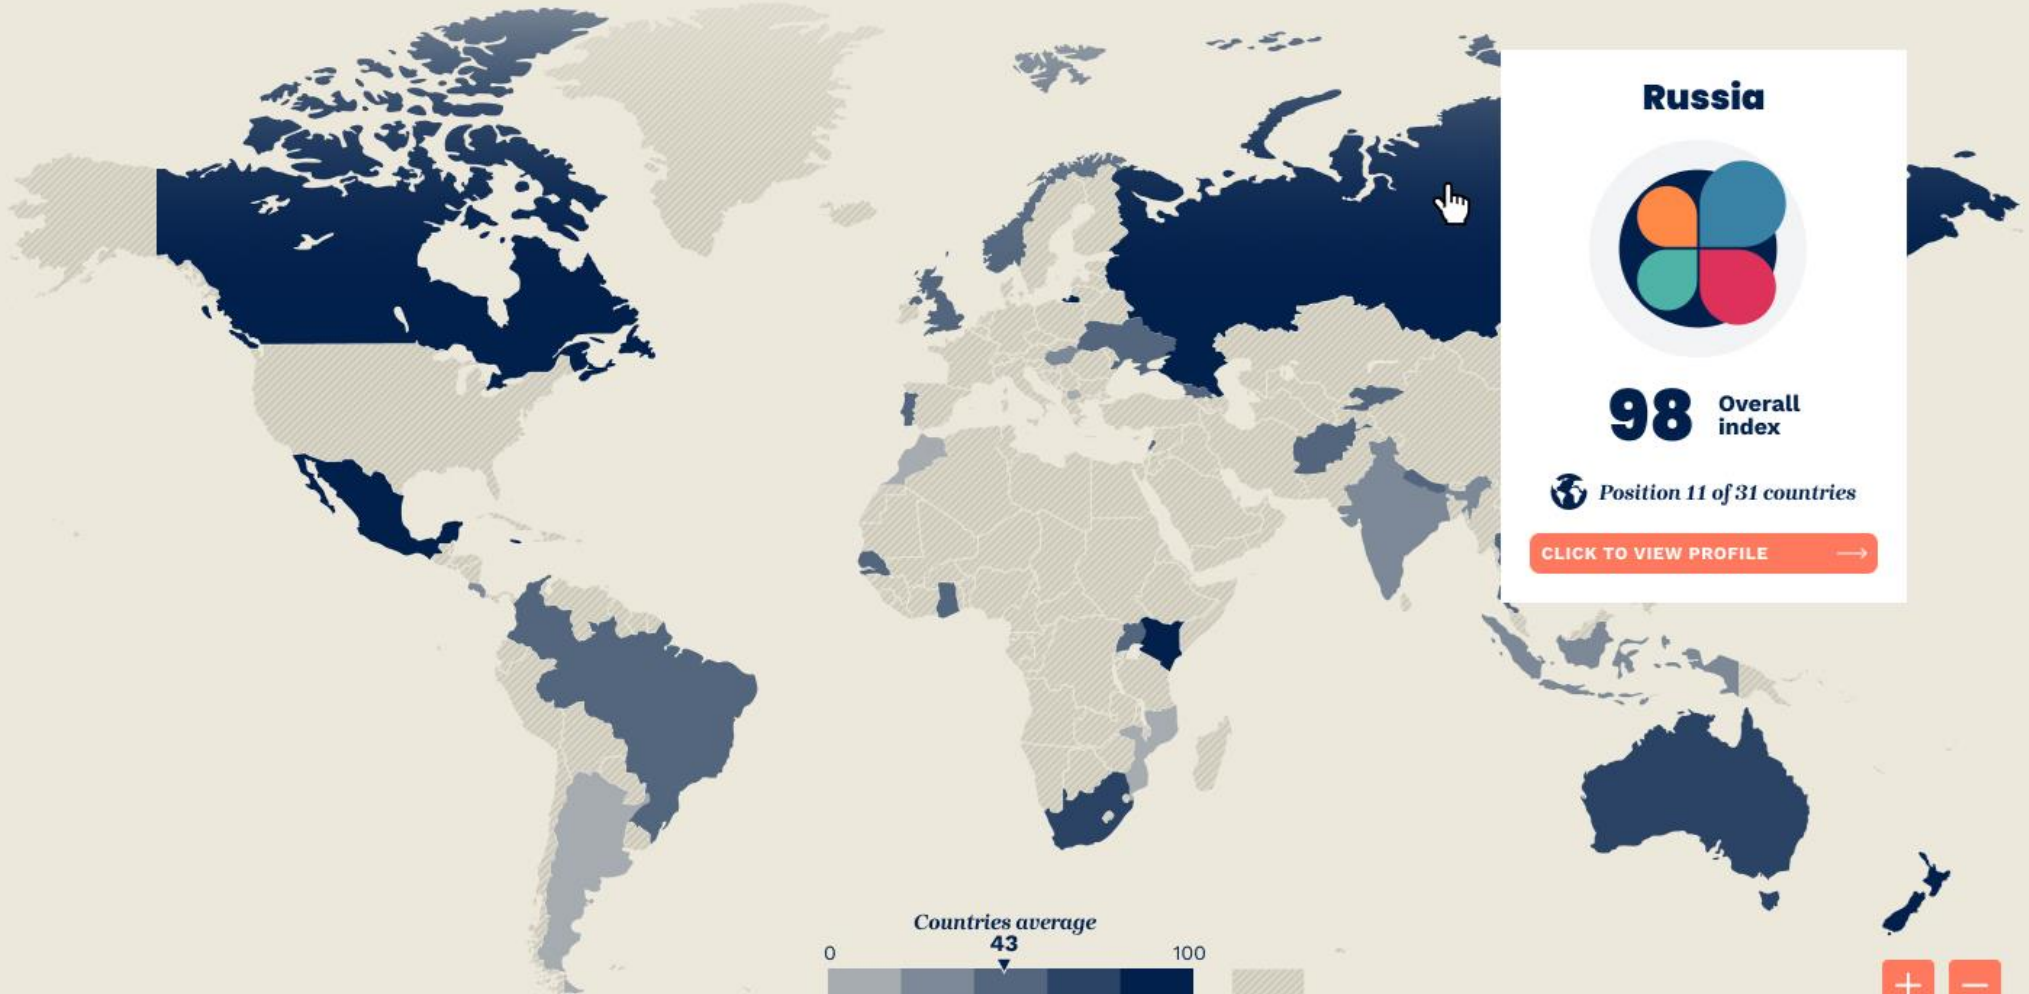 Russia
98
Overall
index
Position 11 of 31 countries
CLICK TO VIEW PROFILE
Countries average
43
0
100